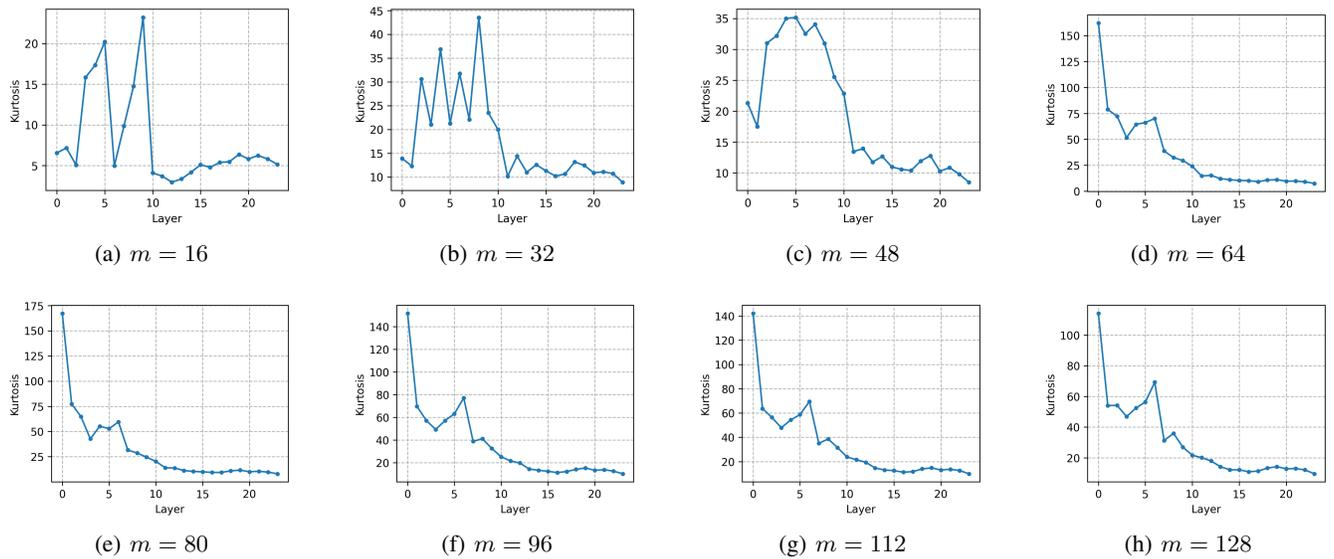 20
15
10
5
Kurtosis
0 5 10 15 20
Layer
(a) m = 16
45
40
35
30
25
20
15
10
Kurtosis
0 5 10 15 20
Layer
(b) m = 32
35
30
25
20
15
10
Kurtosis
0 5 10 15 20
Layer
(c) m = 48
150
125
100
75
50
25
0
Kurtosis
0 5 10 15 20
Layer
(d) m = 64
175
150
125
100
75
50
25
Kurtosis
0 5 10 15 20
Layer
(e) m = 80
140
120
100
80
60
40
20
Kurtosis
0 5 10 15 20
Layer
(f) m = 96
140
120
100
80
60
40
20
Kurtosis
0 5 10 15 20
Layer
(g) m = 112
100
80
60
40
20
Kurtosis
0 5 10 15 20
Layer
(h) m = 128